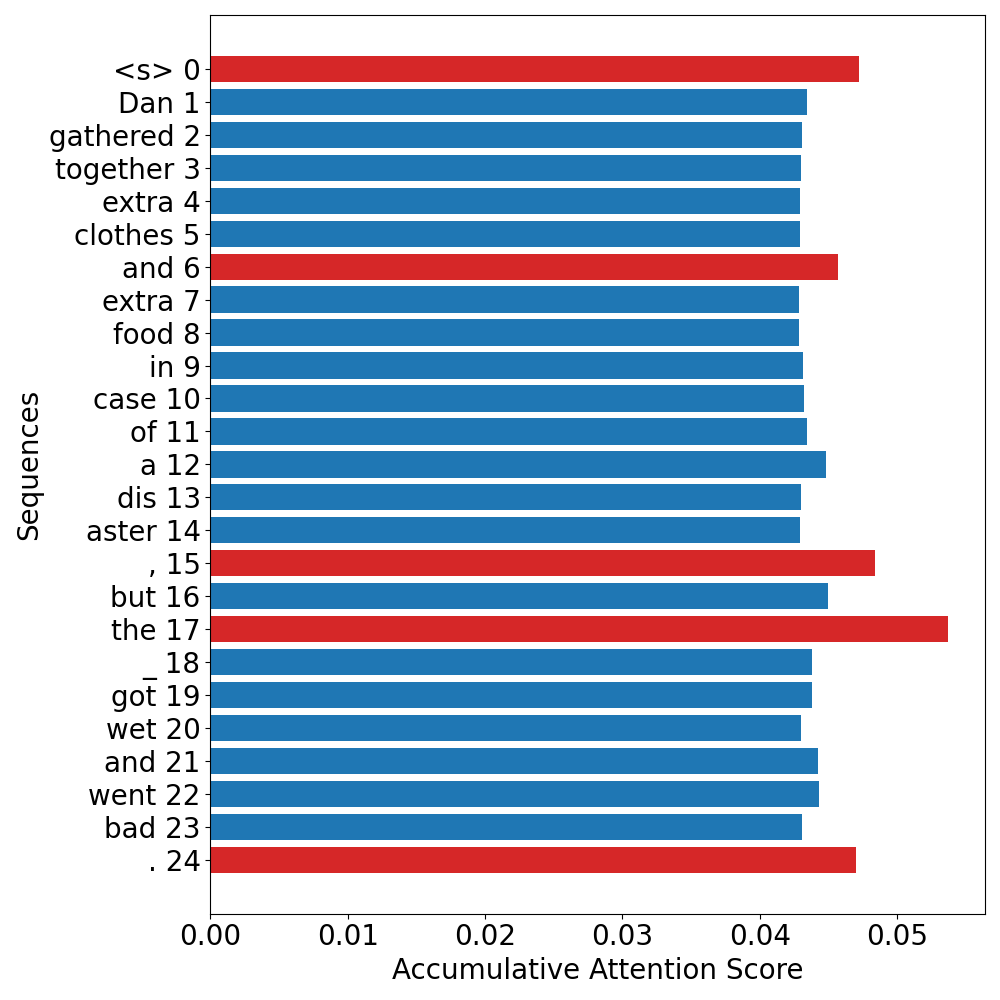 <s> 0
Dan 1
gathered 2
together 3
extra 4
clothes 5
and 6
extra 7
food 8
in 9
case 10
of 11
a 12
dis 13
aster 14
, 15
but 16
the 17
_ 18
got 19
wet 20
and 21
went 22
bad 23
. 24
Sequences
0.00 0.01 0.02 0.03 0.04 0.05
Accumulative Attention Score